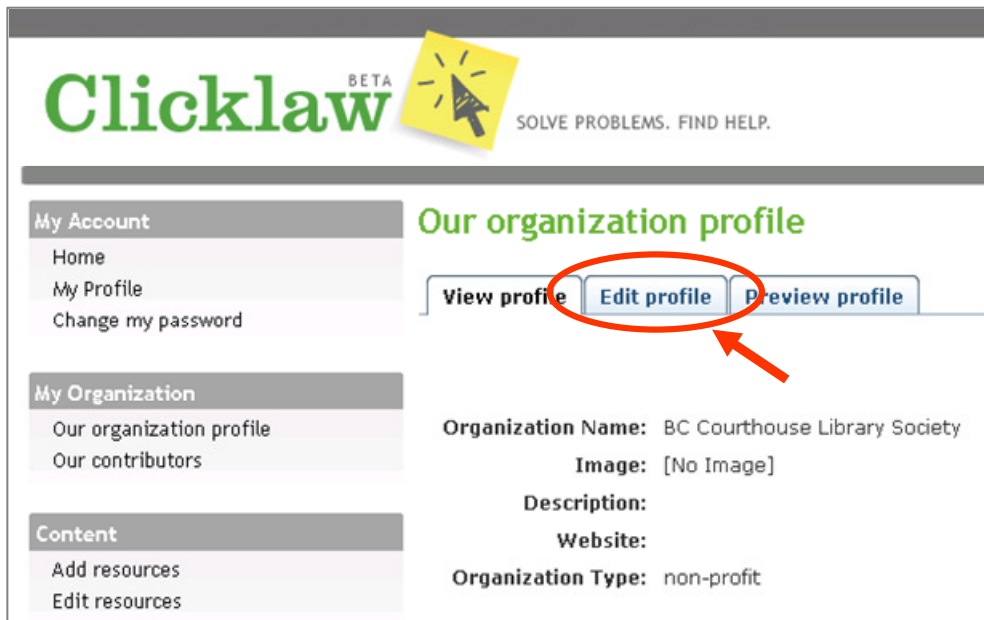 Clicklaw BETA
SOLVE PROBLEMS. FIND HELP.
My Account
Home
My Profile
Change my password
My Organization
Our organization profile
Our contributors
Content
Add resources
Edit resources
Our organization profile
View profile Edit profile Preview profile
Organization Name: BC Courthouse Library Society
Image: [No Image]
Description:
Website:
Organization Type: non-profit